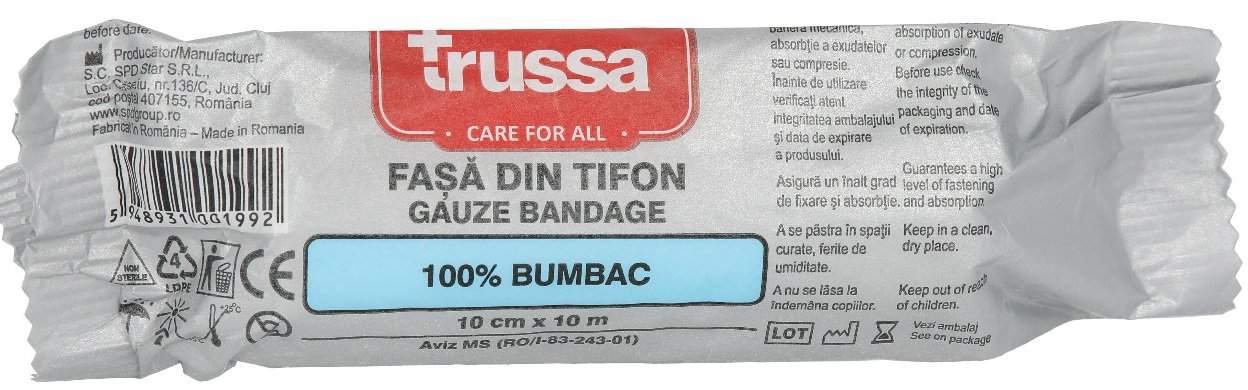 before date.
Producător/Manufacturer:
S.C. SPD Star S.R.L.,
Loc. Cășeiu, nr.136/C, Jud. Cluj
cod poștal 407155, România
www.spdgroup.ro
Fabricat în România – Made in Romania
5 948931 001992
NON
STERILE
4
LDPE
CE
+25°C
trussa
· CARE FOR ALL ·
FAȘĂ DIN TIFON
GAUZE BANDAGE
100% BUMBAC
10 cm x 10 m
Aviz MS (RO/I-83-243-01)
absorbție a exudatelor
sau compresie.
Înainte de utilizare
verificați atent
integritatea ambalajului
și data de expirare
a produsului.
Asigură un înalt grad
de fixare și absorbție.
A se păstra în spații
curate, ferite de
umiditate.
A nu se lăsa la
îndemâna copiilor.
absorption of exudate
or compression.
Before use check
the integrity of the
packaging and date
of expiration.
Guarantees a high
level of fastening
and absorption
Keep in a clean,
dry place.
Keep out of reach
of children.
LOT
Vezi ambalaj
See on package